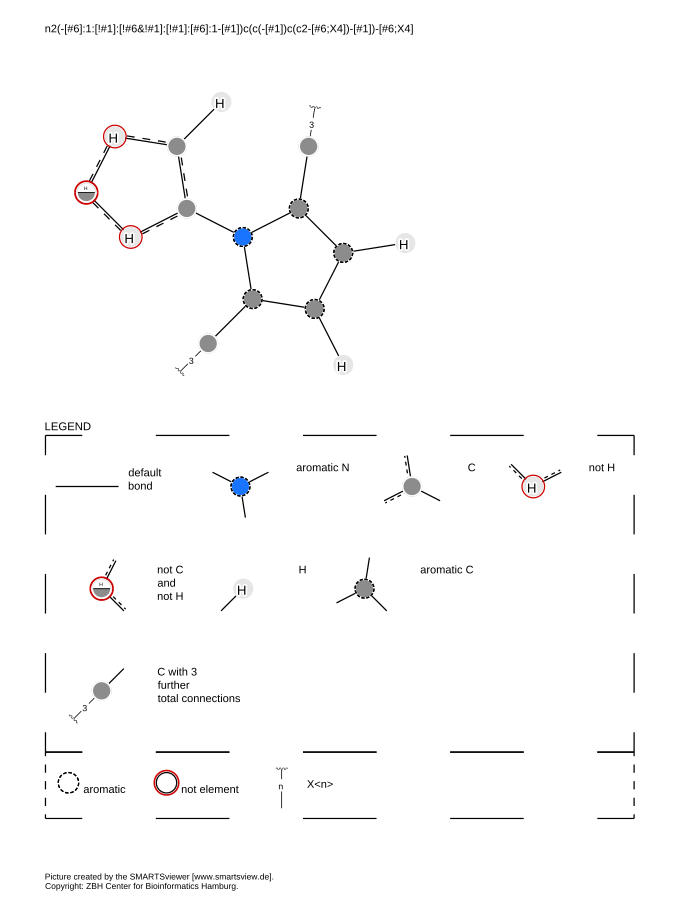 n2(-[#6]:1:[!#1]:[!#6&!#1]:[!#1]:[#6]:1-[#1])c(c(-[#1])c(c2-[#6;X4])-[#1])-[#6;X4]
H
3
H
H
H
H
3
H
LEGEND
default
bond
aromatic N
C
H
not H
H
not C
and
not H
H
H
aromatic C
3
C with 3
further
total connections
aromatic
not element
n
X<n>
Picture created by the SMARTSviewer [www.smartsview.de].
Copyright: ZBH Center for Bioinformatics Hamburg.